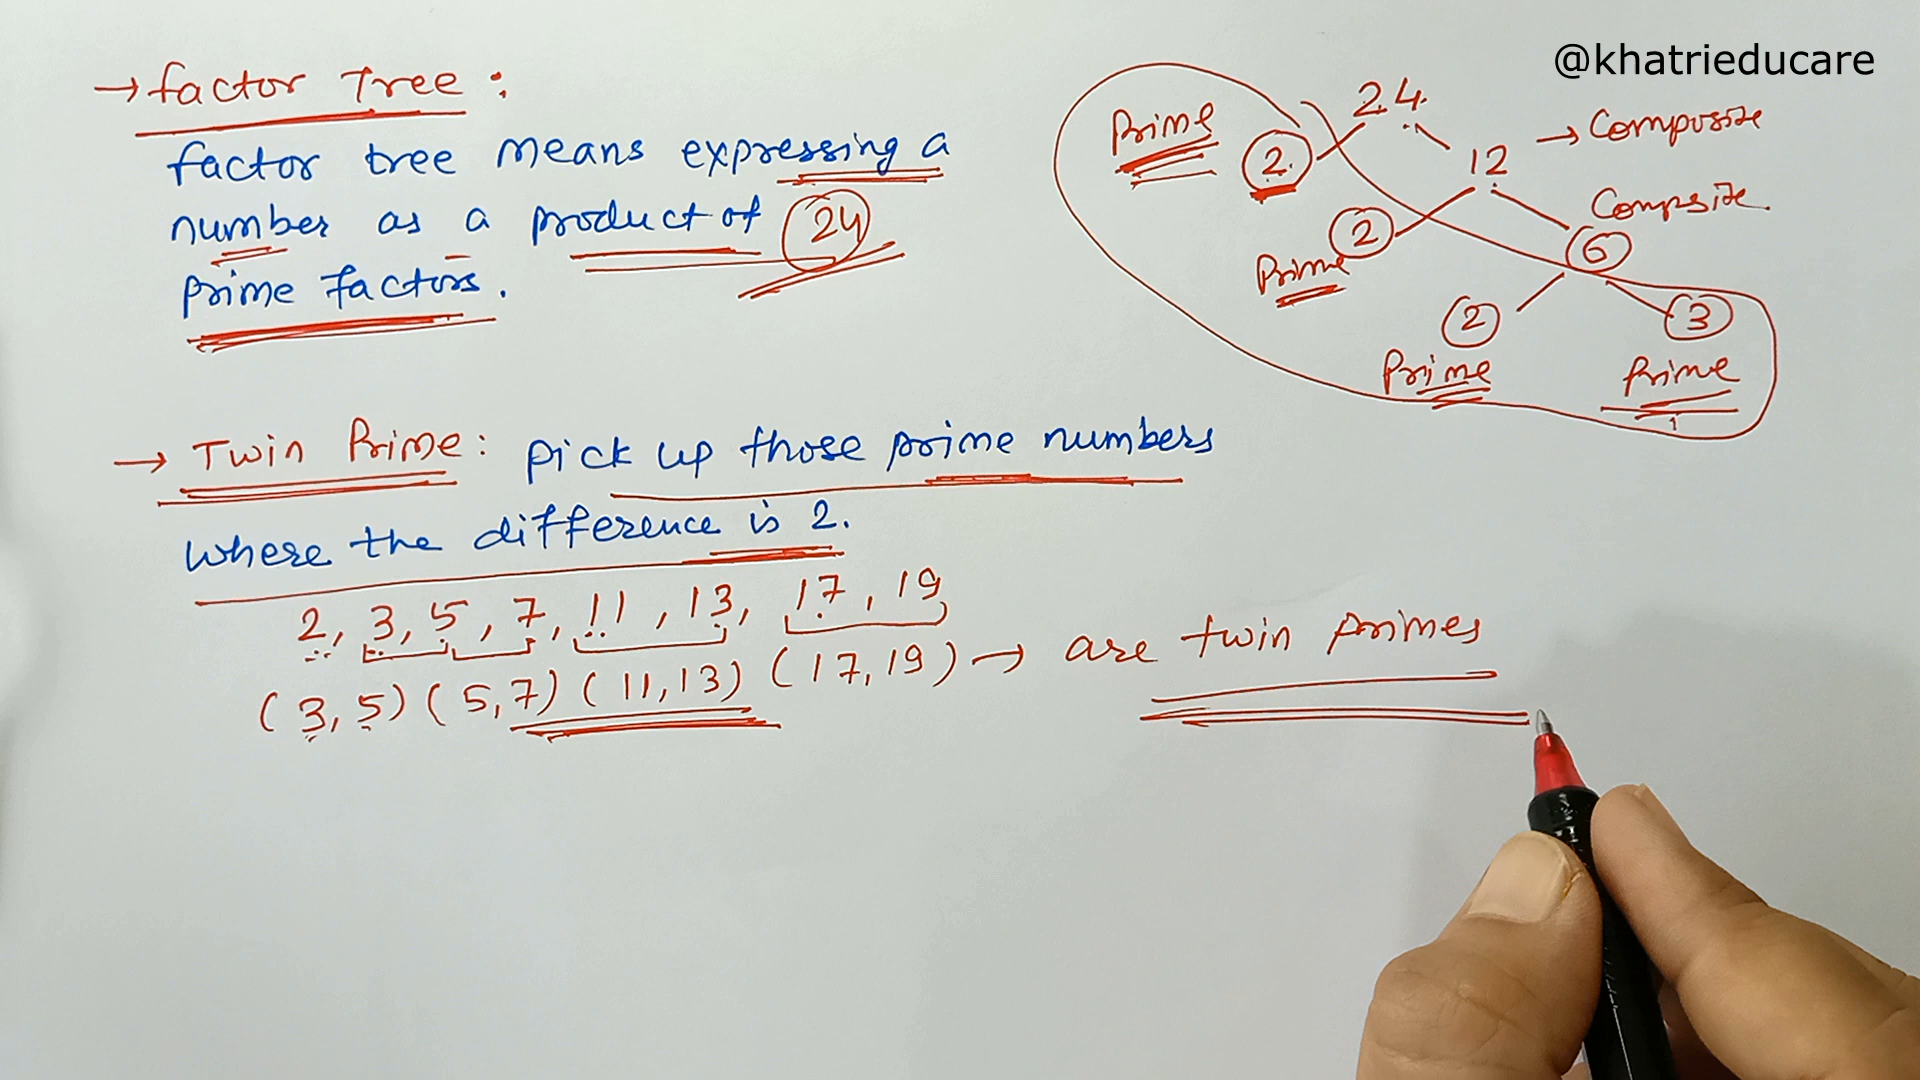 @khatrieducare
→ factor Tree :
factor tree means expressing a
number as a product of 24
prime factors.
24
Prime 2 12 → Composite
Prime 2 6 Compsite
2 3
Prime Prime
→ Twin Prime : pick up those prime numbers
where the difference is 2.
2, 3, 5, 7, 11, 13, 17, 19
(3,5) (5,7) (11,13) (17,19) → are twin primes